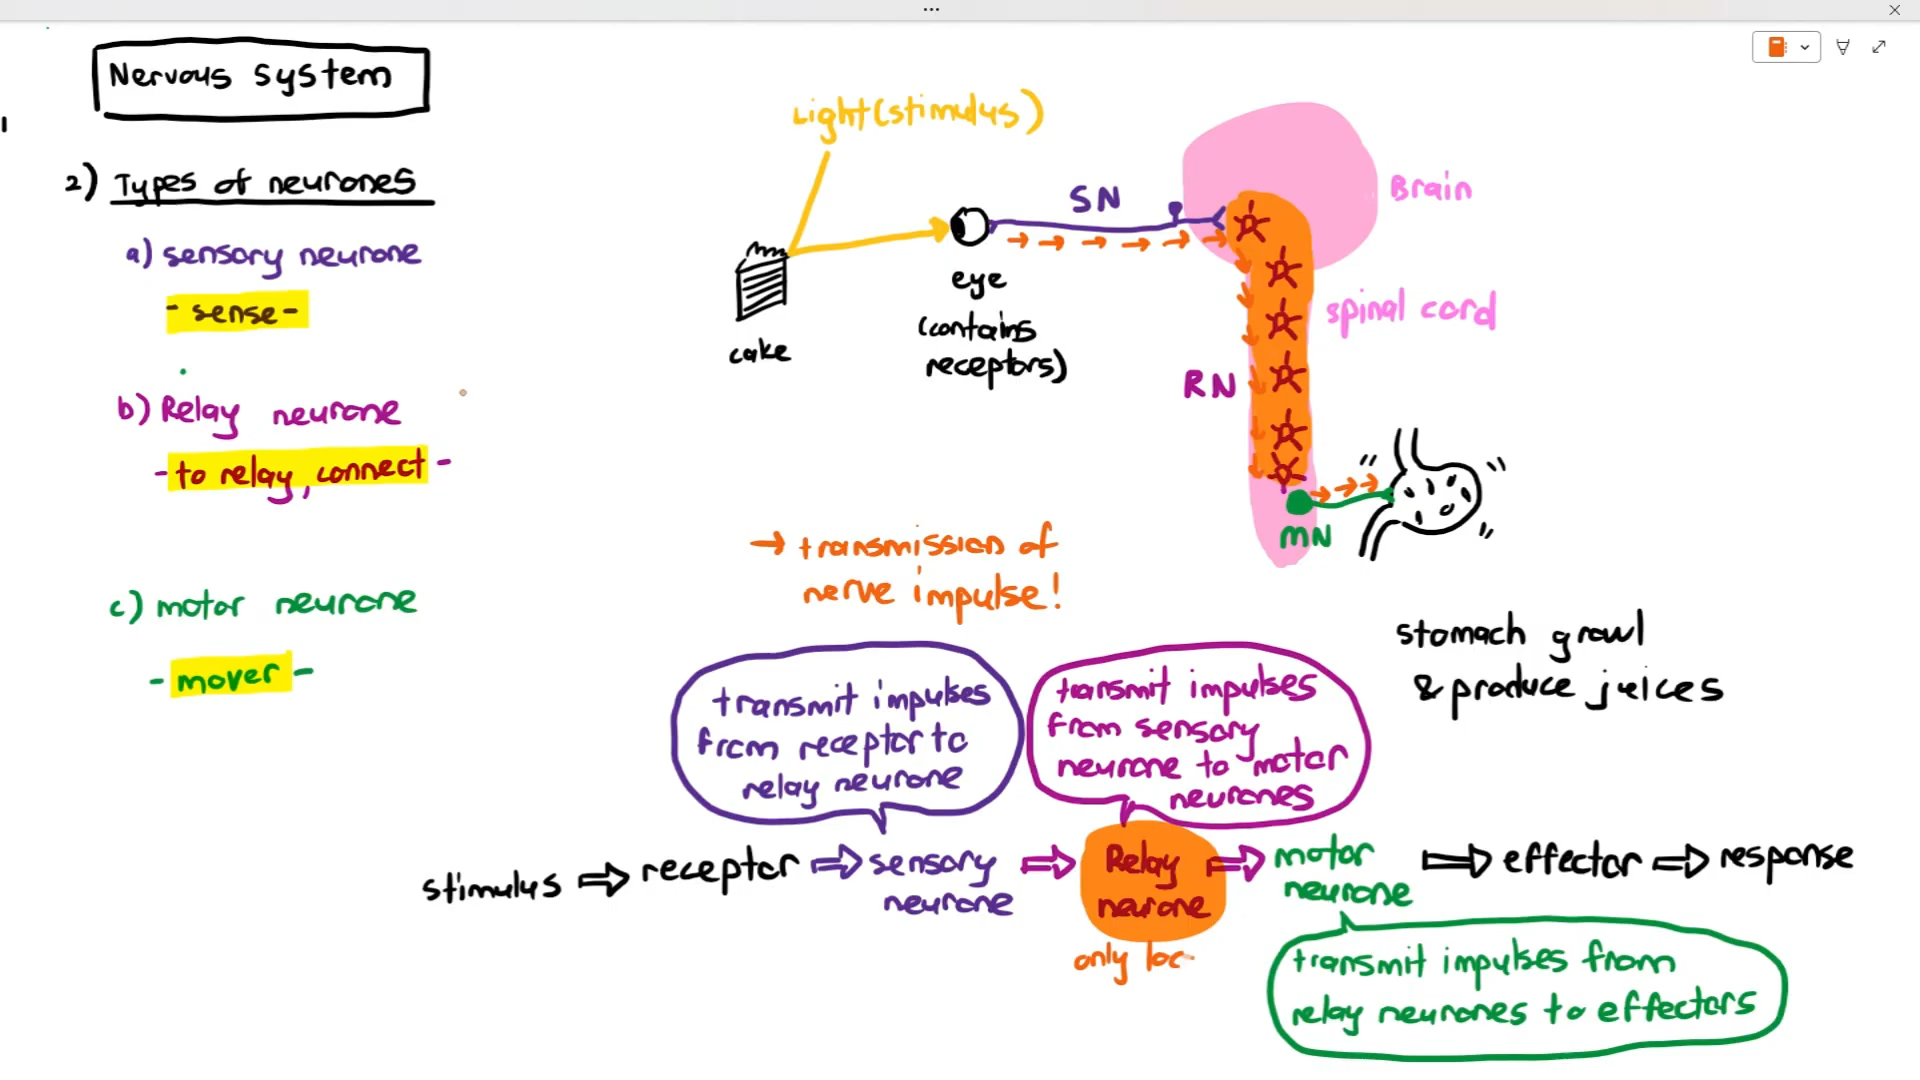 Nervous system
2) Types of neurones
a) sensory neurone
- sense -
b) Relay neurone
- to relay, connect -
c) motor neurone
- mover -
Light (stimulus)
cake
eye
(contains
receptors)
SN
Brain
spinal cord
RN
MN
→ transmission of
nerve impulse!
stomach growl
& produce juices
transmit impulses
from receptor to
relay neurone
transmit impulses
from sensory
neurone to motor
neurones
stimulus ⇒ receptor ⇒ sensory neurone ⇒ Relay neurone ⇒ motor neurone ⇒ effector ⇒ response
only loc
transmit impulses from
relay neurones to effectors